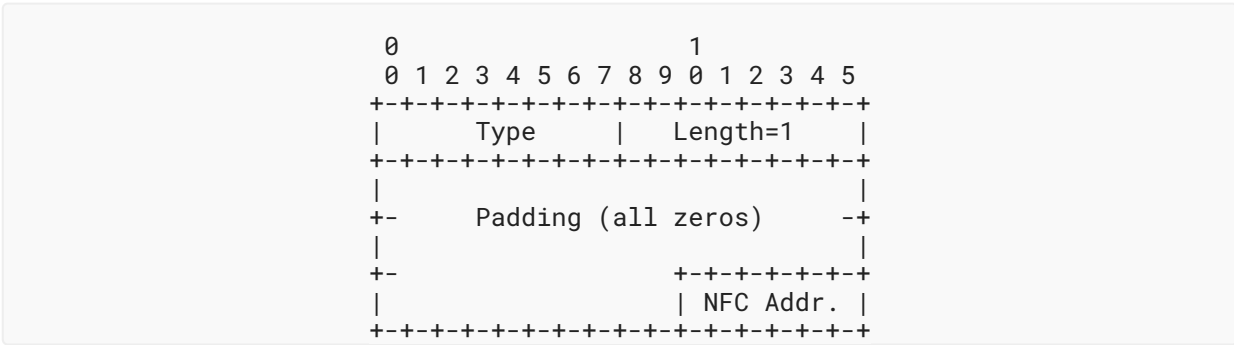 0                   1
 0 1 2 3 4 5 6 7 8 9 0 1 2 3 4 5
+-+-+-+-+-+-+-+-+-+-+-+-+-+-+-+-+
|      Type     |   Length=1    |
+-+-+-+-+-+-+-+-+-+-+-+-+-+-+-+-+
|                               |
+-     Padding (all zeros)     -+
|                               |
+-                  +-+-+-+-+-+-+
|                   | NFC Addr. |
+-+-+-+-+-+-+-+-+-+-+-+-+-+-+-+-+